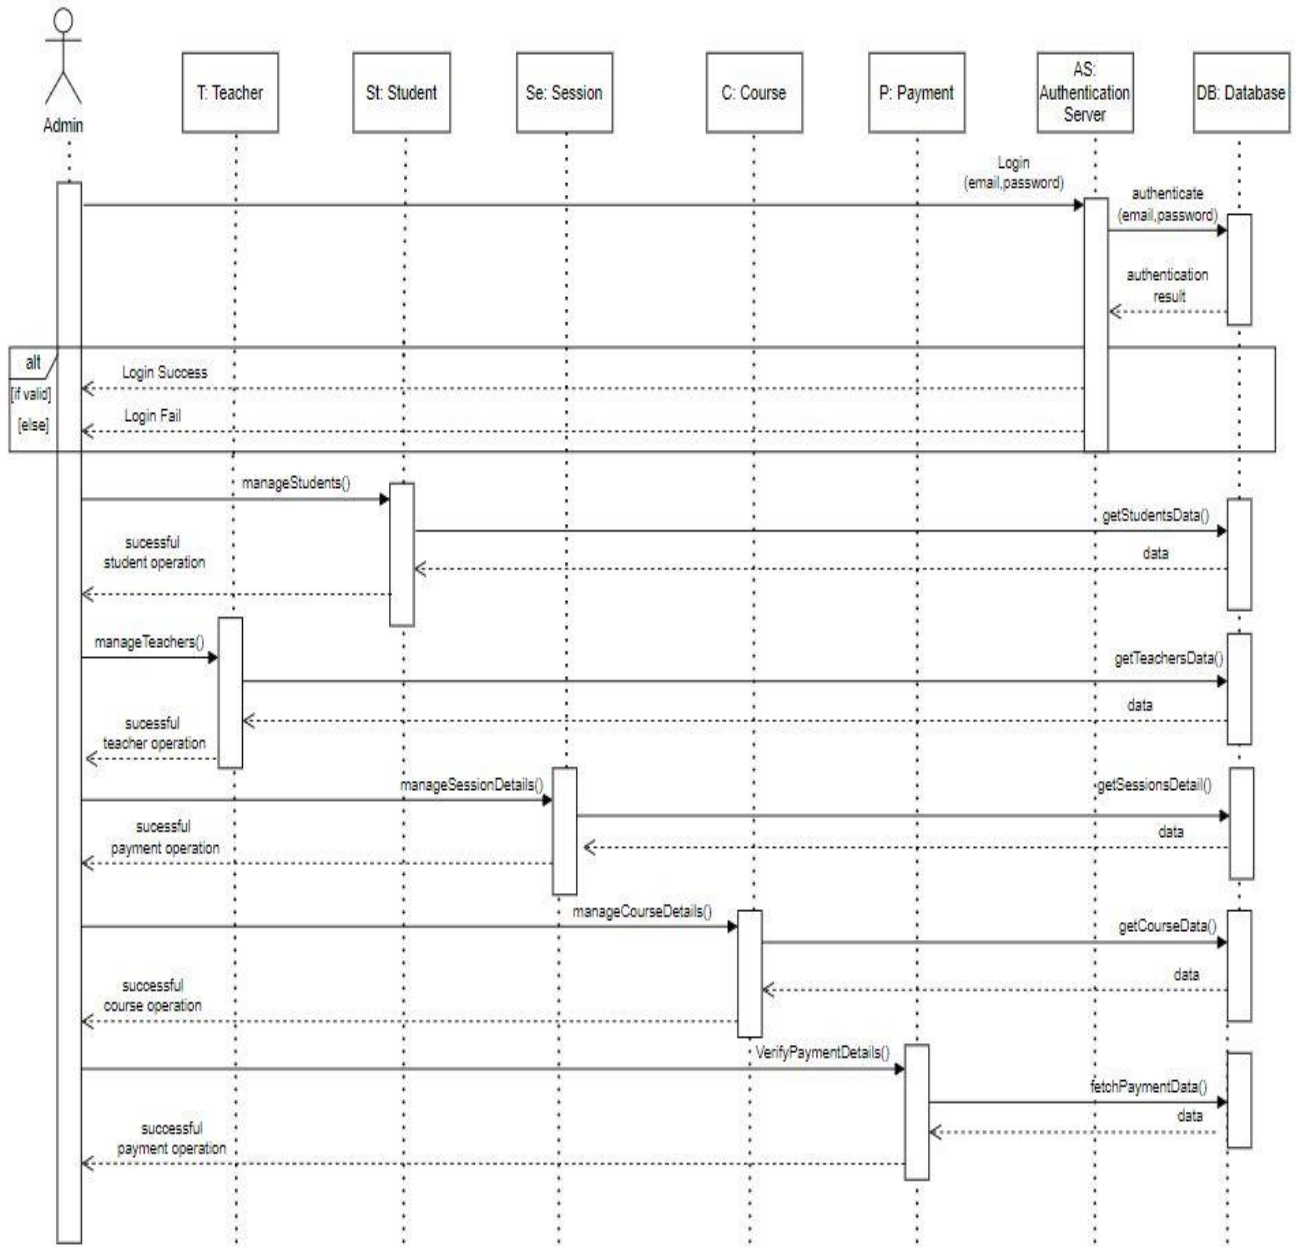 Admin
T: Teacher
St: Student
Se: Session
C: Course
P: Payment
AS:
Authentication
Server
DB: Database
Login
(email,password)
authenticate
(email,password)
authentication
result
alt
[if valid]
Login Success
[else]
Login Fail
manageStudents()
getStudentsData()
data
sucessful
student operation
manageTeachers()
getTeachersData()
data
sucessful
teacher operation
manageSessionDetails()
getSessionsDetail()
data
sucessful
payment operation
manageCourseDetails()
getCourseData()
data
successful
course operation
VerifyPaymentDetails()
fetchPaymentData()
data
successful
payment operation